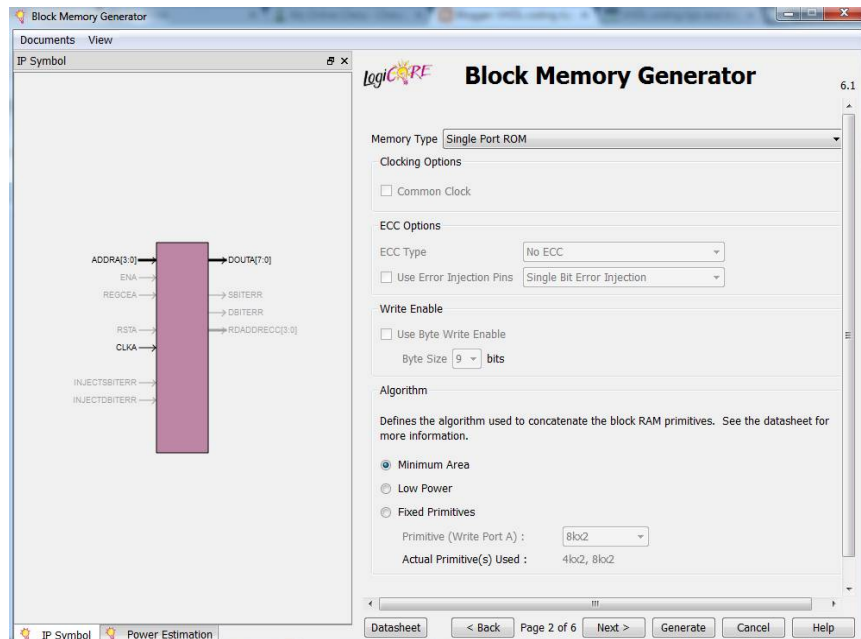 Block Memory Generator
Documents View
IP Symbol
LogiCORE
Block Memory Generator
6.1
ADDRA[3:0]
DOUTA[7:0]
ENA
REGCEA
SBITERR
DBITERR
RSTA
RDADDRECC[3:0]
CLKA
INJECTSBITERR
INJECTDBITERR
Memory Type Single Port ROM
Clocking Options
Common Clock
ECC Options
ECC Type No ECC
Use Error Injection Pins Single Bit Error Injection
Write Enable
Use Byte Write Enable
Byte Size 9 bits
Algorithm
Defines the algorithm used to concatenate the block RAM primitives. See the datasheet for
more information.
Minimum Area
Low Power
Fixed Primitives
Primitive (Write Port A) : 8kx2
Actual Primitive(s) Used : 4kx2, 8kx2
IP Symbol Power Estimation
Datasheet < Back Page 2 of 6 Next > Generate Cancel Help